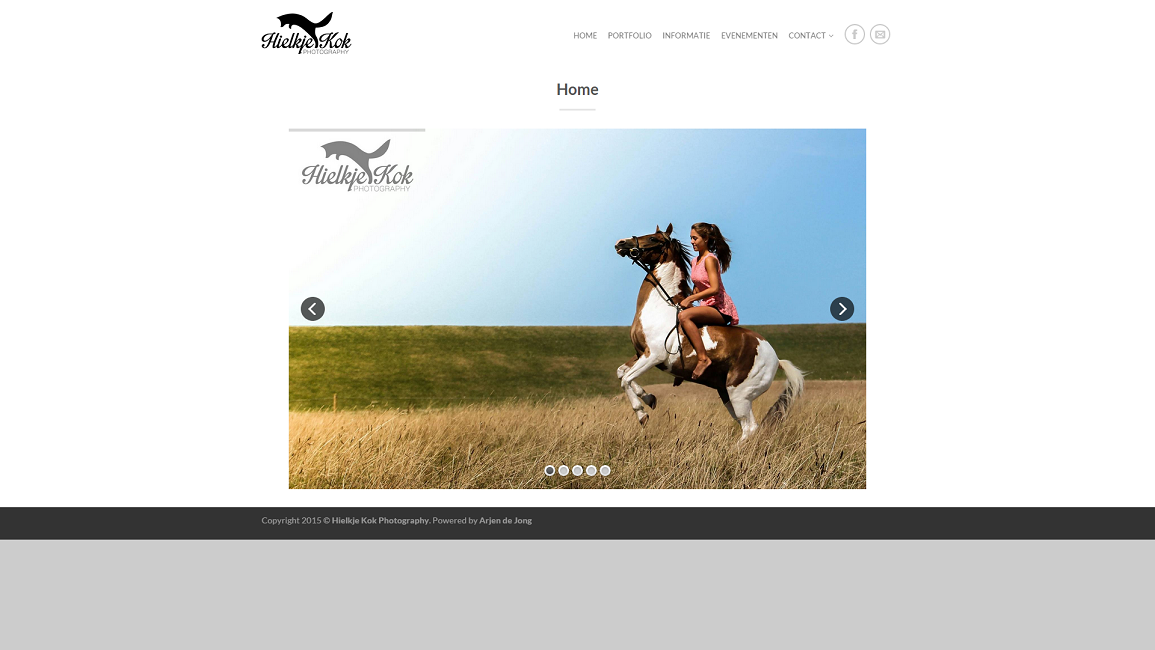 Hielkje Kok
PHOTOGRAPHY
HOME PORTFOLIO INFORMATIE EVENEMENTEN CONTACT
Home
Hielkje Kok
PHOTOGRAPHY
Copyright 2015 © Hielkje Kok Photography. Powered by Arjen de Jong